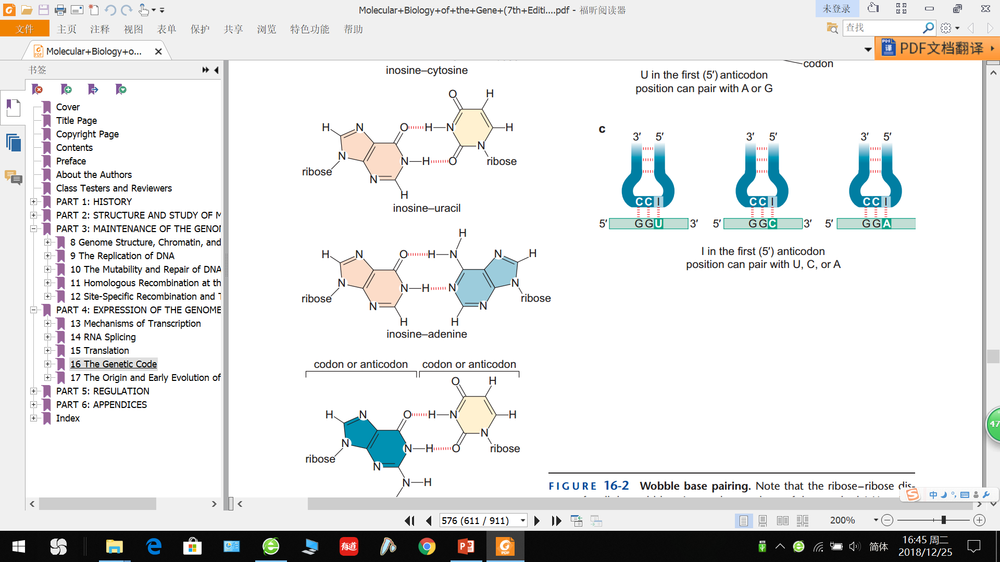 Molecular+Biology+of+the+Gene+(7th+Editi....pdf - 福昕阅读器
未登录
文件 主页 注释 视图 表单 保护 共享 浏览 特色功能 帮助
查找
Molecular+Biology+o...
PDF文档翻译
书签
Cover
Title Page
Copyright Page
Contents
Preface
About the Authors
Class Testers and Reviewers
PART 1: HISTORY
PART 2: STRUCTURE AND STUDY OF M
PART 3: MAINTENANCE OF THE GENO
8 Genome Structure, Chromatin, and
9 The Replication of DNA
10 The Mutability and Repair of DNA
11 Homologous Recombination at th
12 Site-Specific Recombination and T
PART 4: EXPRESSION OF THE GENOME
13 Mechanisms of Transcription
14 RNA Splicing
15 Translation
16 The Genetic Code
17 The Origin and Early Evolution of
PART 5: REGULATION
PART 6: APPENDICES
Index
inosine–cytosine
O H
H N O H N H
N N H O N
ribose ribose
N
H
inosine–uracil
H
H N O H N N H
N N H N N
ribose ribose
N N
H H
inosine–adenine
codon or anticodon codon or anticodon
O H
H N O H N H
N N H O N
ribose ribose
N
N H
codon
U in the first (5′) anticodon
position can pair with A or G
c
3′ 5′ 3′ 5′ 3′ 5′
C C I C C I C C I
5′ G G U 3′ 5′ G G C 3′ 5′ G G A
I in the first (5′) anticodon
position can pair with U, C, or A
FIGURE 16-2 Wobble base pairing. Note that the ribose–ribose dis-
中
47
576 (611 / 911)
200%
有道
简体
16:45 周二
2018/12/25